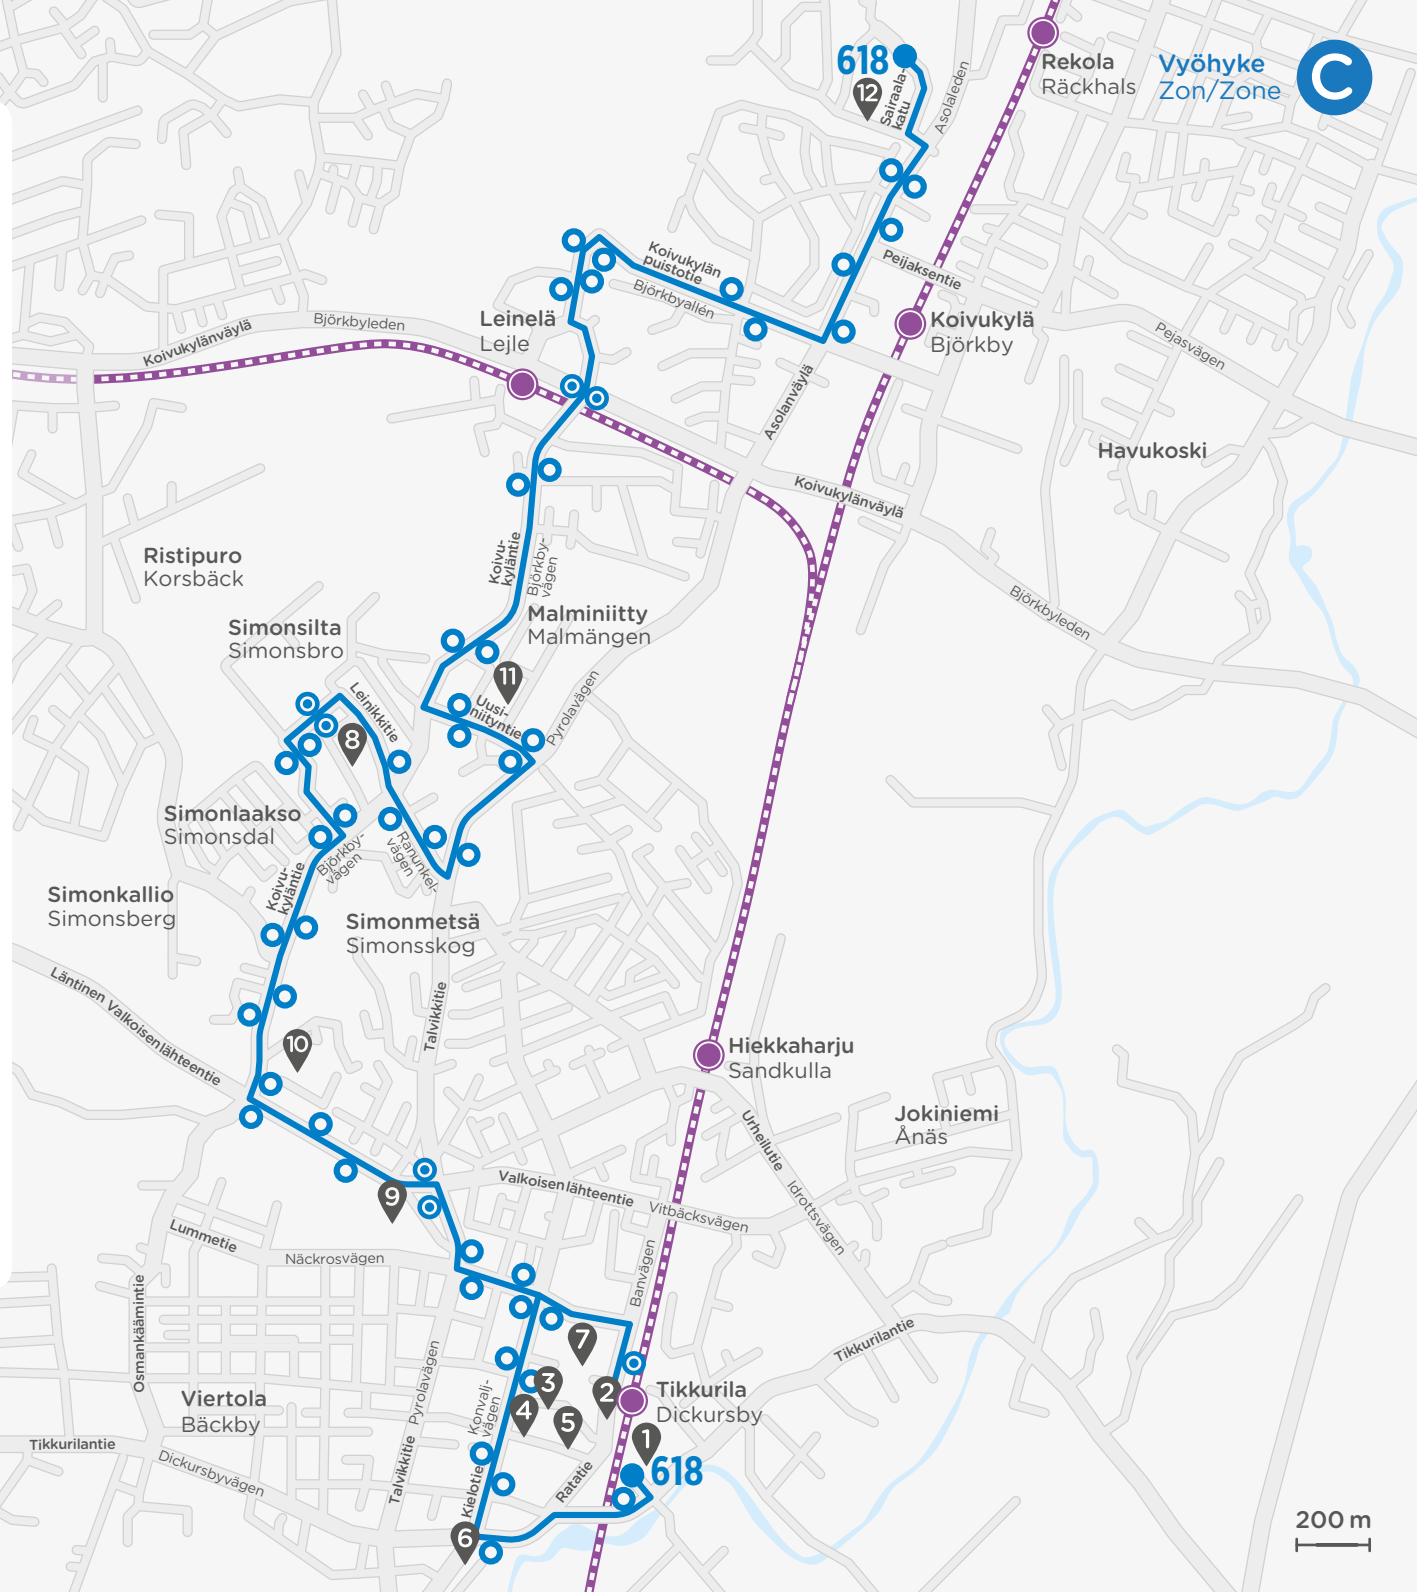 618
12
Sairaala-
katu
Asolaleden
Rekola
Räckhals
Vyöhyke
Zon/Zone
C
Koivukylän
puistotie
Björkbyallén
Peijaksentie
Leinelä
Lejle
Koivukylä
Björkby
Koivukylänväylä
Björkbyleden
Pejasvägen
Asolanväylä
Havukoski
Koivukylänväylä
Ristipuro
Korsbäck
Koivu-
kyläntie
Björkby-
vägen
Björkbyleden
Malminiitty
Malmängen
Simonsilta
Simonsbro
11
Uusi-
niityntie
Pyrolavägen
Leinikkitie
8
Simonlaakso
Simonsdal
Björkby-
vägen
Ranunkel-
vägen
Koivu-
kyläntie
Simonkallio
Simonsberg
Simonmetsä
Simonsskog
Läntinen Valkoisenlähteentie
Talvikkitie
10
Hiekkaharju
Sandkulla
Jokiniemi
Ånäs
Urheilutie
Idrottsvägen
9
Valkoisenlähteentie
Vitbäcksvägen
Lummetie
Näckrosvägen
Banvägen
Osmankäämintie
7
Tikkurilantie
Pyrolavägen
Konvalj-
vägen
3
2
4
5
Tikkurila
Dickursby
Viertola
Bäckby
1
618
Tikkurilantie
Dickursbyvägen
Talvikkitie
Kielotie
Ratatie
6
200 m